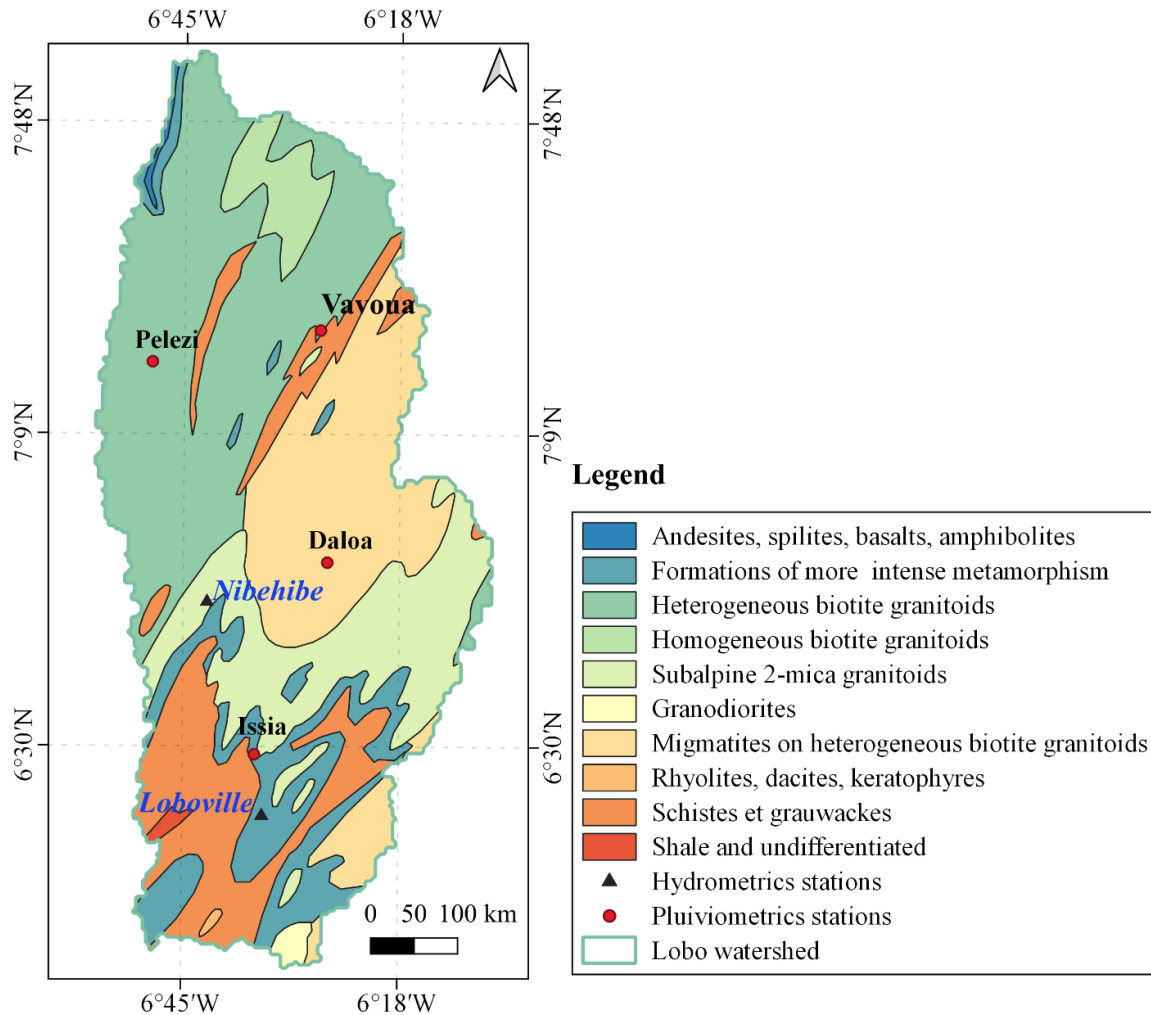 6°45'W 6°18'W
7°48'N 7°48'N
Vavoua
Pelezi
7°9'N 7°9'N
Legend
Andesites, spilites, basalts, amphibolites
Daloa
Formations of more intense metamorphism
Nibehibe
Heterogeneous biotite granitoids
Homogeneous biotite granitoids
Subalpine 2-mica granitoids
Issia
Granodiorites
6°30'N 6°30'N
Migmatites on heterogeneous biotite granitoids
Rhyolites, dacites, keratophyres
Loboville
Schistes et grauwackes
Shale and undifferentiated
Hydrometrics stations
0 50 100 km
Pluiviometrics stations
Lobo watershed
6°45'W 6°18'W